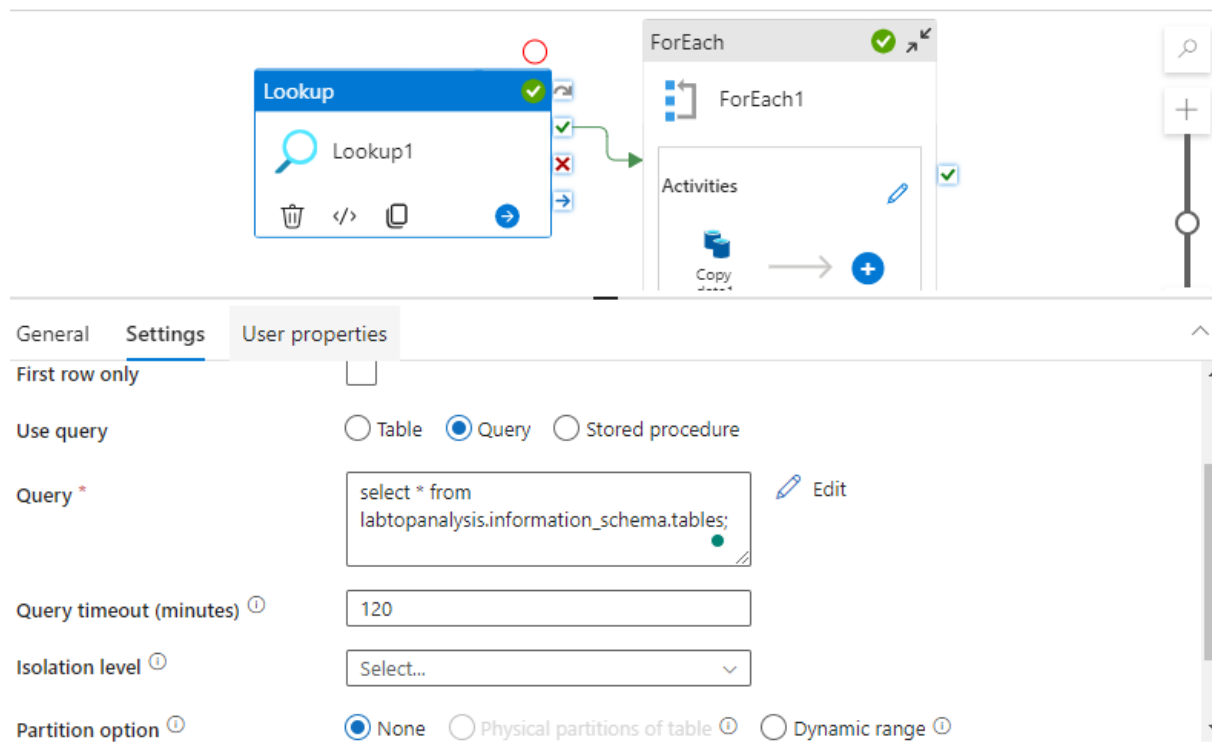 ForEach
Lookup
ForEach1
Lookup1
Activities
Copy
data1
General Settings User properties
First row only
Use query Table Query Stored procedure
Query * select * from
labtopanalysis.information_schema.tables;
Edit
Query timeout (minutes) 120
Isolation level Select...
Partition option None Physical partitions of table Dynamic range